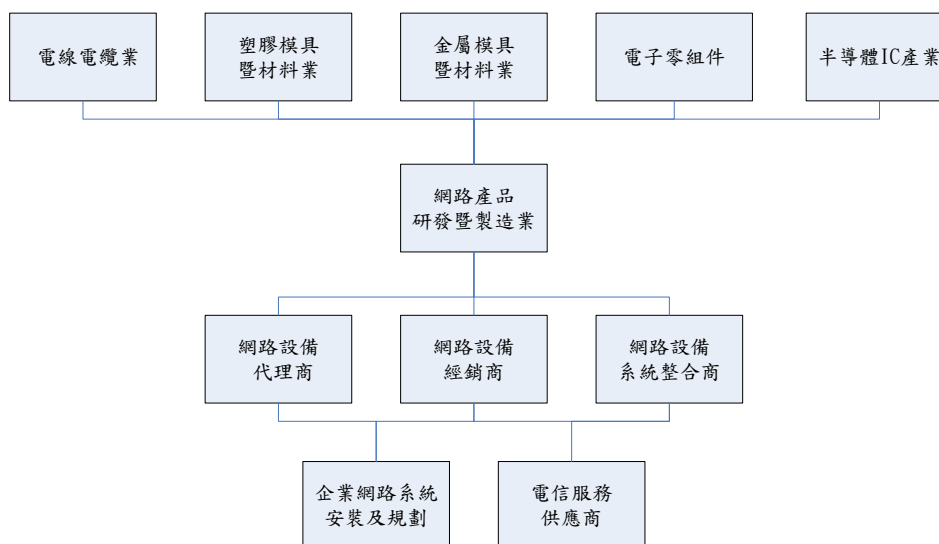 電線電纜業
塑膠模具
暨材料業
金屬模具
暨材料業
電子零組件
半導體IC產業
網路產品
研發暨製造業
網路設備
代理商
網路設備
經銷商
網路設備
系統整合商
企業網路系統
安裝及規劃
電信服務
供應商